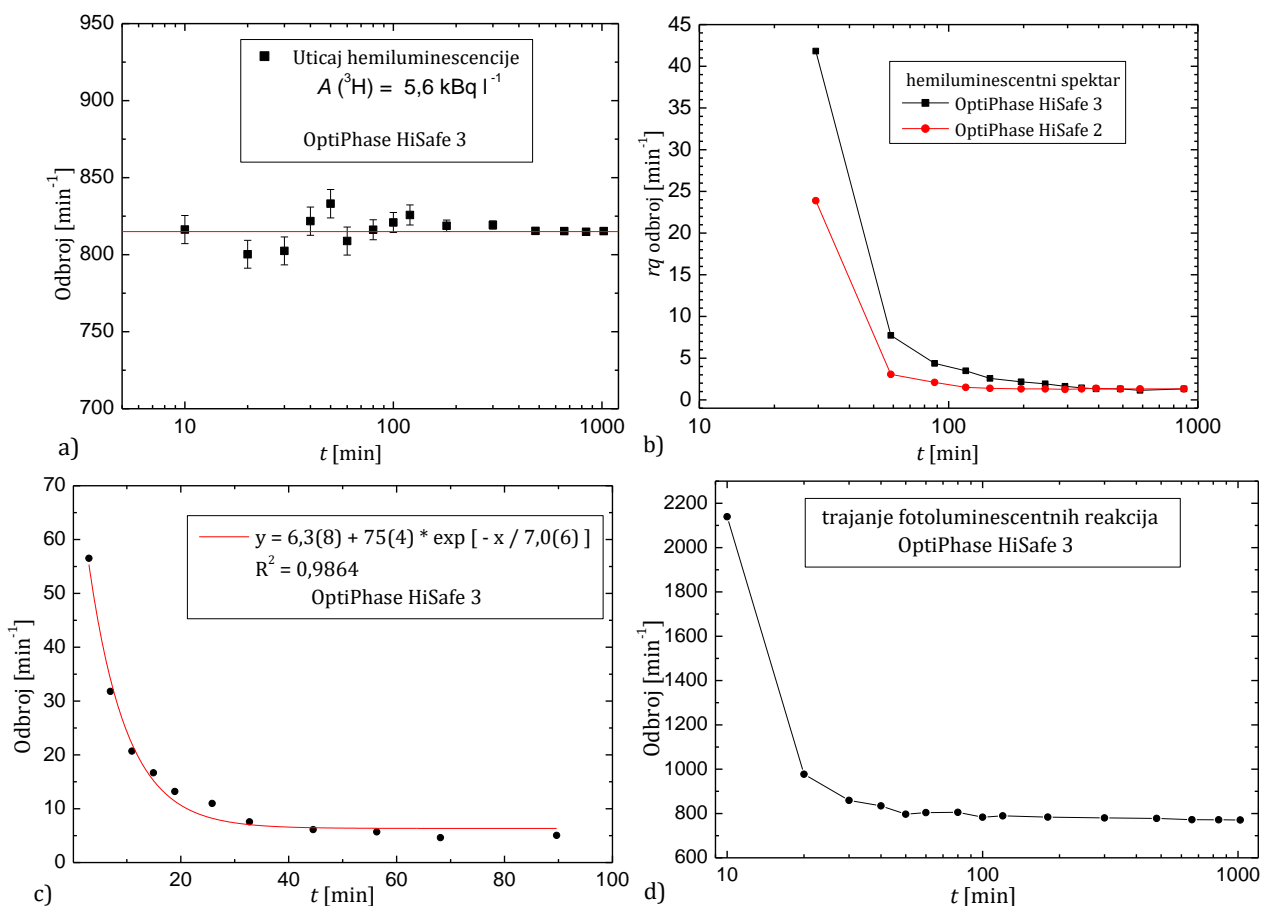 950
900
850
800
750
700
Odbroj [min⁻¹]
Uticaj hemiluminescencije
A (³H) = 5,6 kBq l⁻¹
OptiPhase HiSafe 3
10
100
1000
t [min]
a)
45
40
35
30
25
20
15
10
5
0
rq odbroj [min⁻¹]
hemiluminescentni spektar
OptiPhase HiSafe 3
OptiPhase HiSafe 2
10
100
1000
t [min]
b)
70
60
50
40
30
20
10
0
Odbroj [min⁻¹]
y = 6,3(8) + 75(4) * exp [ - x / 7,0(6) ]
R² = 0,9864
OptiPhase HiSafe 3
20
40
60
80
100
t [min]
c)
2200
2000
1800
1600
1400
1200
1000
800
600
Odbroj [min⁻¹]
trajanje fotoluminescentnih reakcija
OptiPhase HiSafe 3
10
100
1000
t [min]
d)